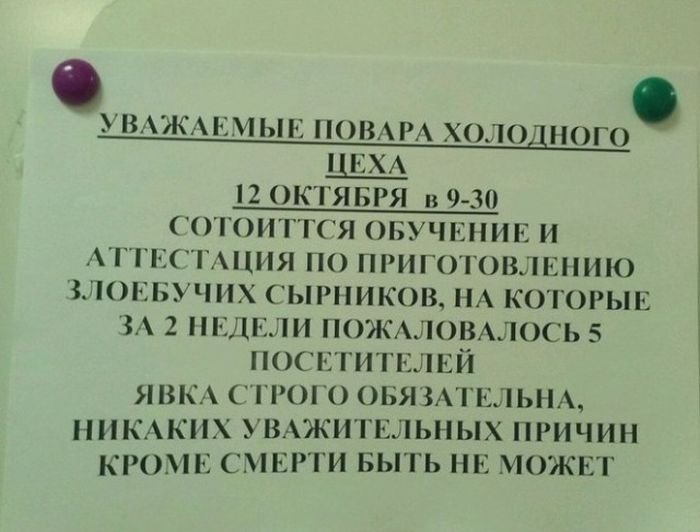 УВАЖАЕМЫЕ ПОВАРА ХОЛОДНОГО
ЦЕХА
12 ОКТЯБРЯ в 9-30
СОТОИТТСЯ ОБУЧЕНИЕ И
АТТЕСТАЦИЯ ПО ПРИГОТОВЛЕНИЮ
ЗЛОЕБУЧИХ СЫРНИКОВ, НА КОТОРЫЕ
ЗА 2 НЕДЕЛИ ПОЖАЛОВАЛОСЬ 5
ПОСЕТИТЕЛЕЙ
ЯВКА СТРОГО ОБЯЗАТЕЛЬНА,
НИКАКИХ УВАЖИТЕЛЬНЫХ ПРИЧИН
КРОМЕ СМЕРТИ БЫТЬ НЕ МОЖЕТ